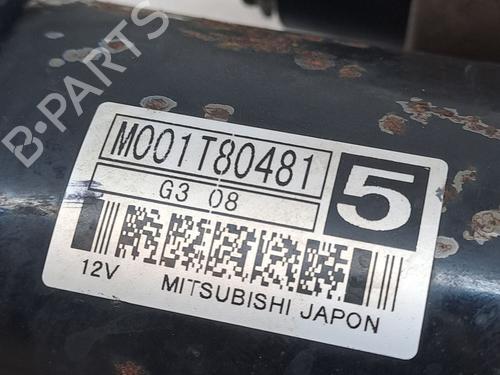 B-PARTS
M001T80481
5
G3 08
12V
MITSUBISHI JAPON